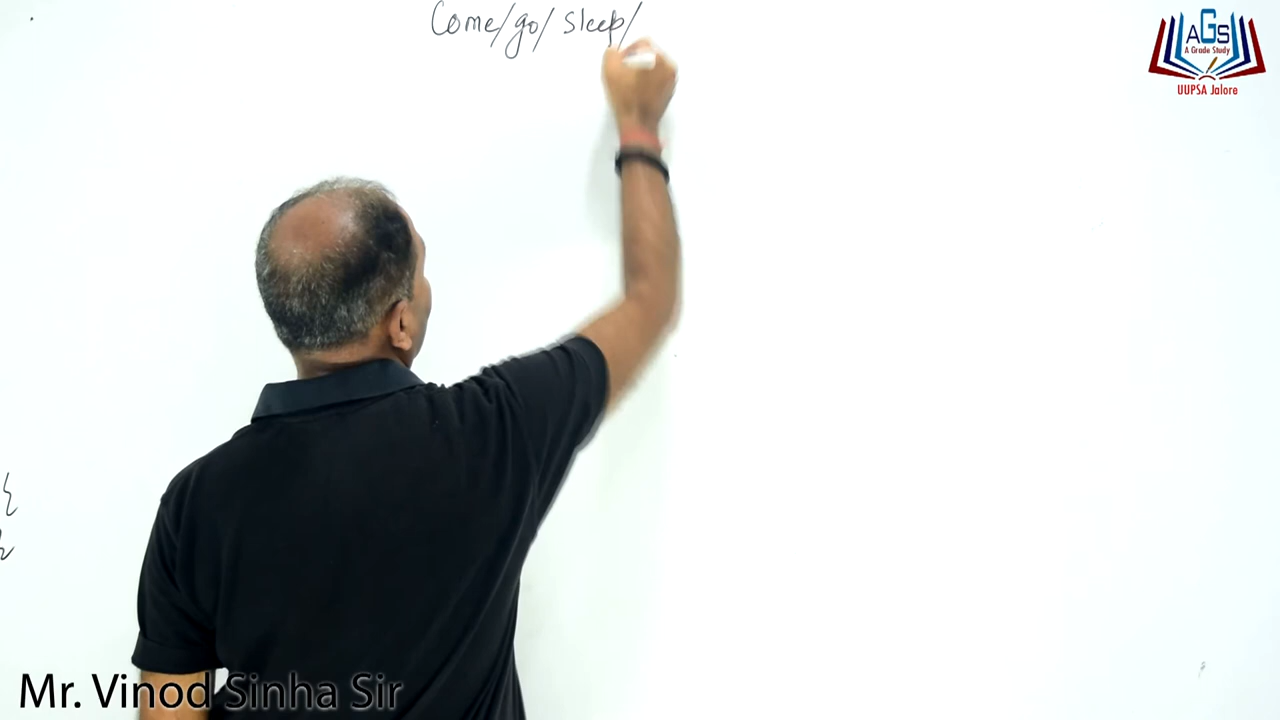 Come/go/ sleep/
AGS
A Grade Study
UUPSA Jalore
Mr. Vinod Sinha Sir